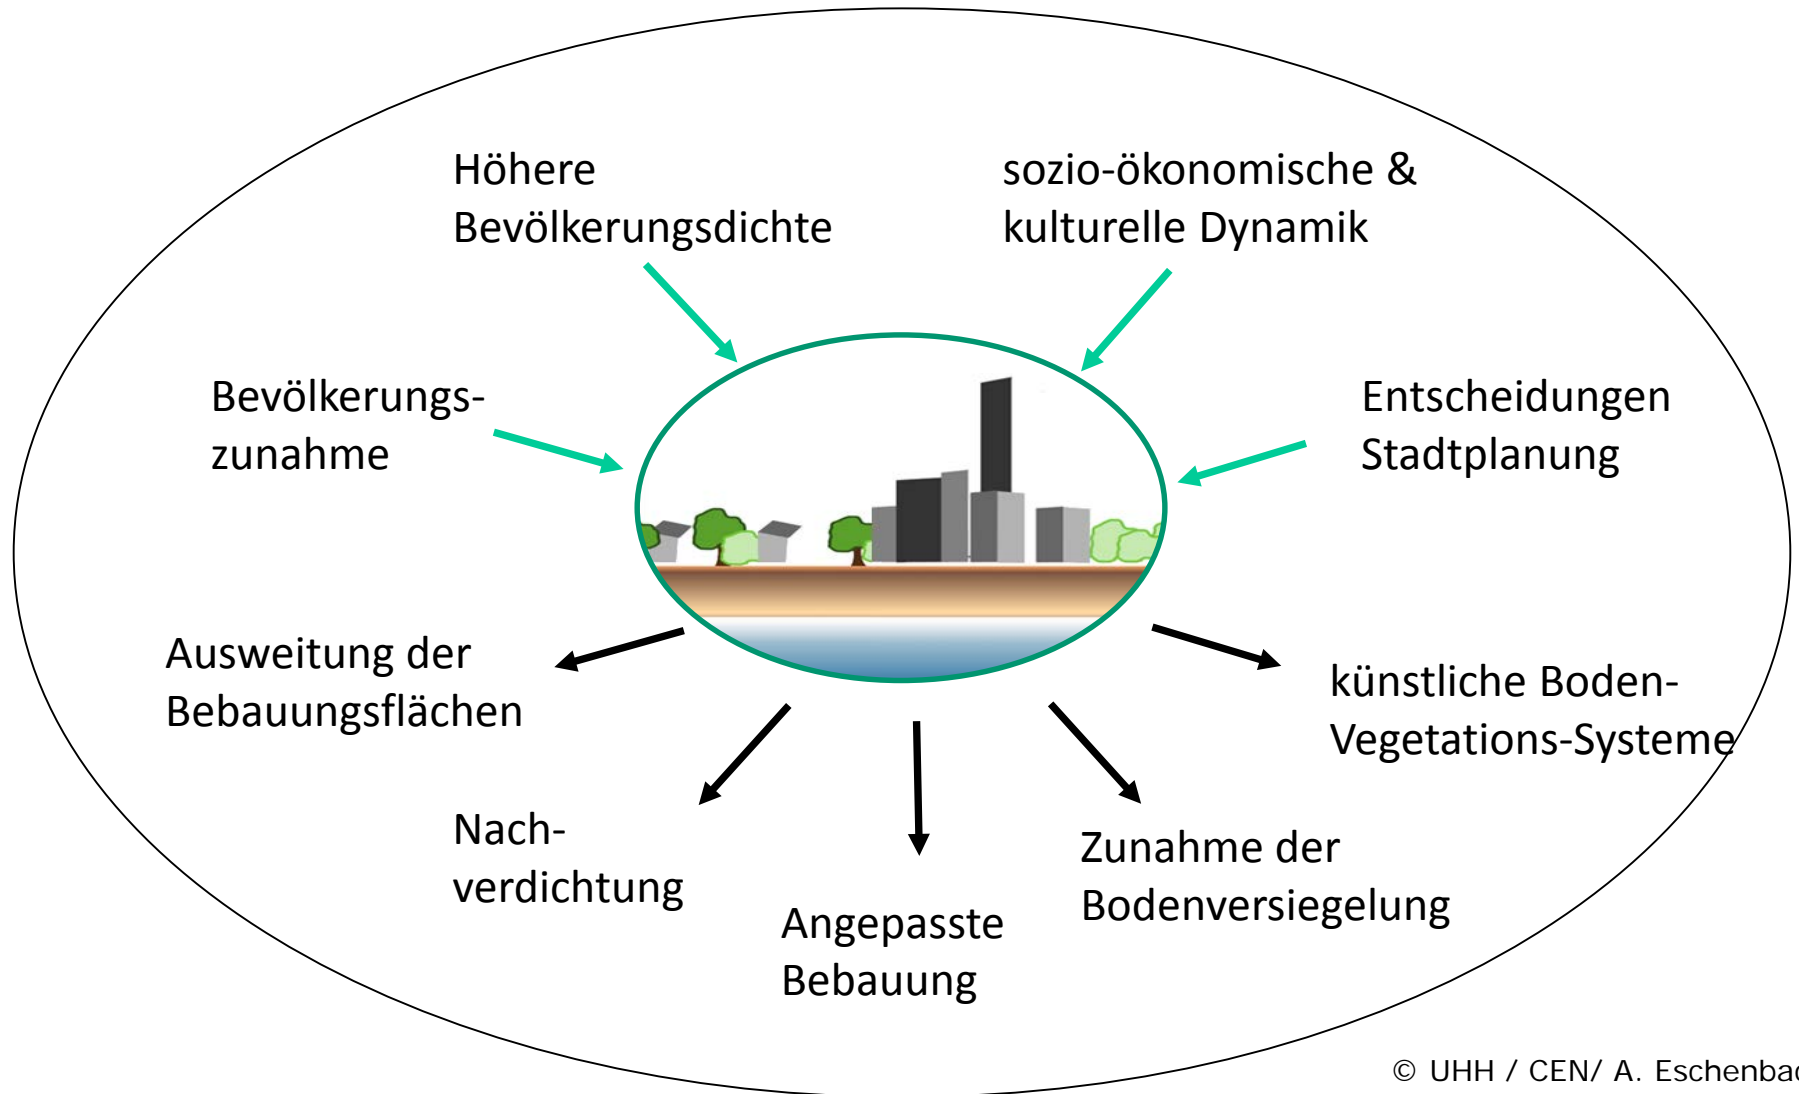 Höhere
Bevölkerungsdichte
sozio-ökonomische &
kulturelle Dynamik
Bevölkerungs-
zunahme
Entscheidungen
Stadtplanung
Ausweitung der
Bebauungsflächen
künstliche Boden-
Vegetations-Systeme
Nach-
verdichtung
Angepasste
Bebauung
Zunahme der
Bodenversiegelung
© UHH / CEN/ A. Eschenbac